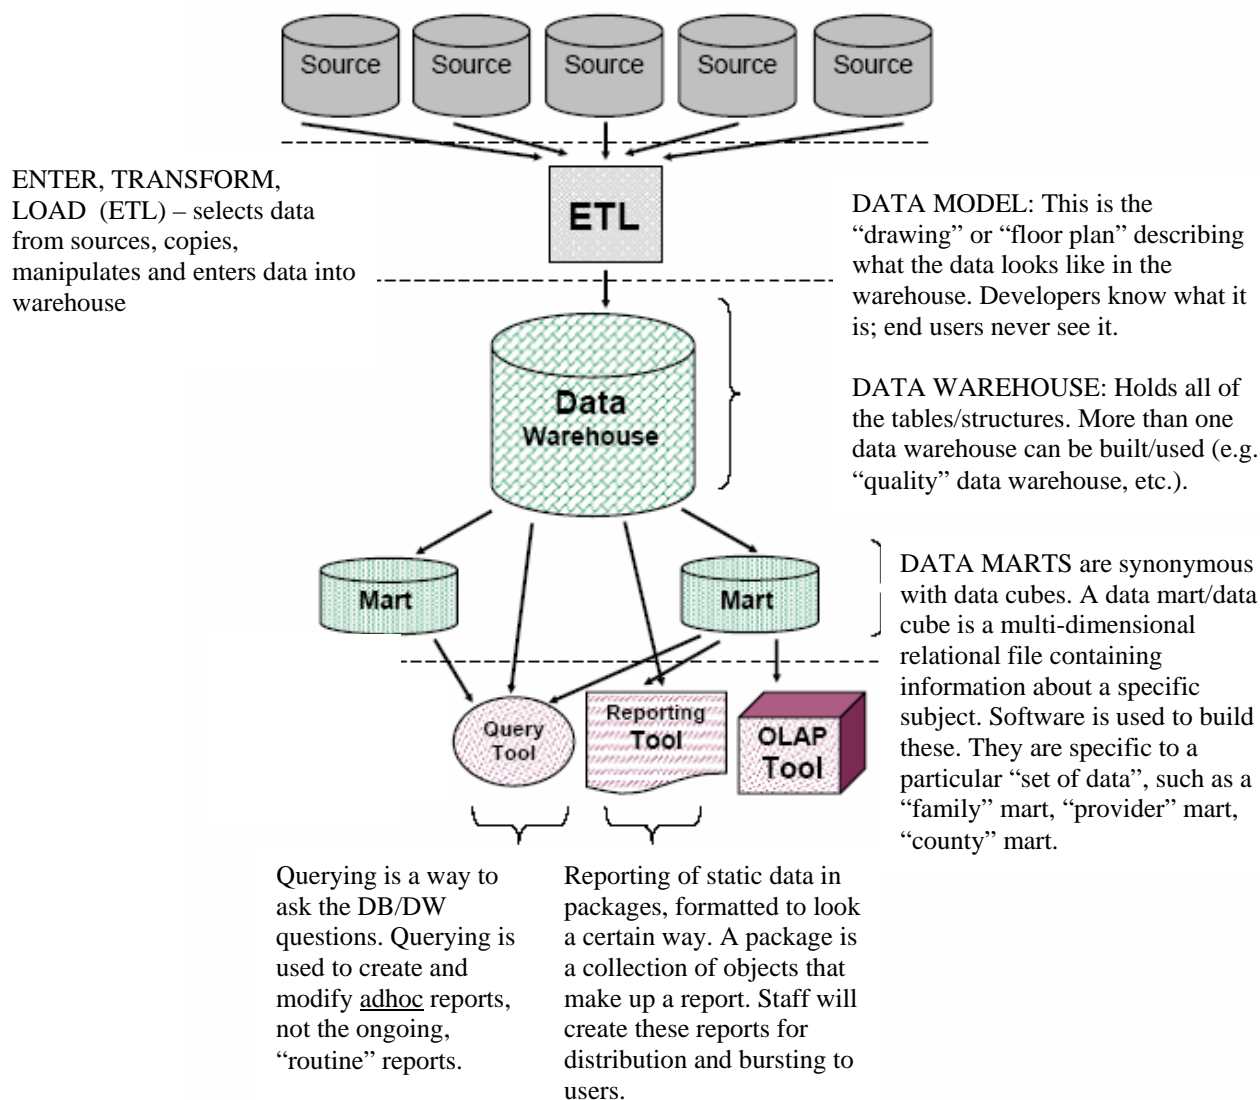 Source Source Source Source Source
ENTER, TRANSFORM,
LOAD  (ETL) – selects data
from sources, copies,
manipulates and enters data into
warehouse
ETL
DATA MODEL: This is the
“drawing” or “floor plan” describing
what the data looks like in the
warehouse. Developers know what it
is; end users never see it.
DATA WAREHOUSE: Holds all of
the tables/structures. More than one
data warehouse can be built/used (e.g.
“quality” data warehouse, etc.).
Data
Warehouse
Mart
Mart
DATA MARTS are synonymous
with data cubes. A data mart/data
cube is a multi-dimensional
relational file containing
information about a specific
subject. Software is used to build
these. They are specific to a
particular “set of data”, such as a
“family” mart, “provider” mart,
“county” mart.
Query
Tool
Reporting
Tool
OLAP
Tool
Querying is a way to
ask the DB/DW
questions. Querying is
used to create and
modify adhoc reports,
not the ongoing,
“routine” reports.
Reporting of static data in
packages, formatted to look
a certain way. A package is
a collection of objects that
make up a report. Staff will
create these reports for
distribution and bursting to
users.